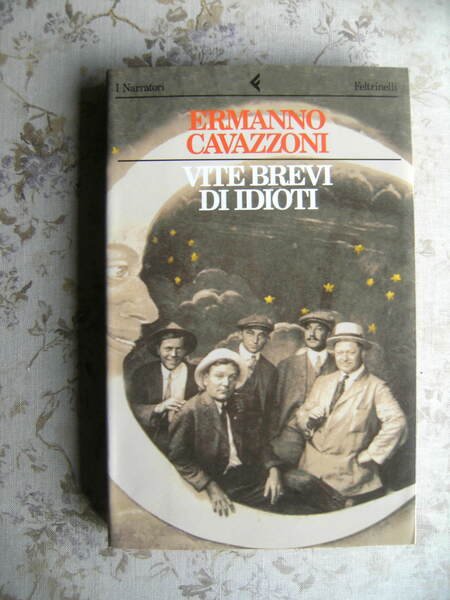 I Narratori
Feltrinelli
ERMANNO
CAVAZZONI
VITE BREVI
DI IDIOTI